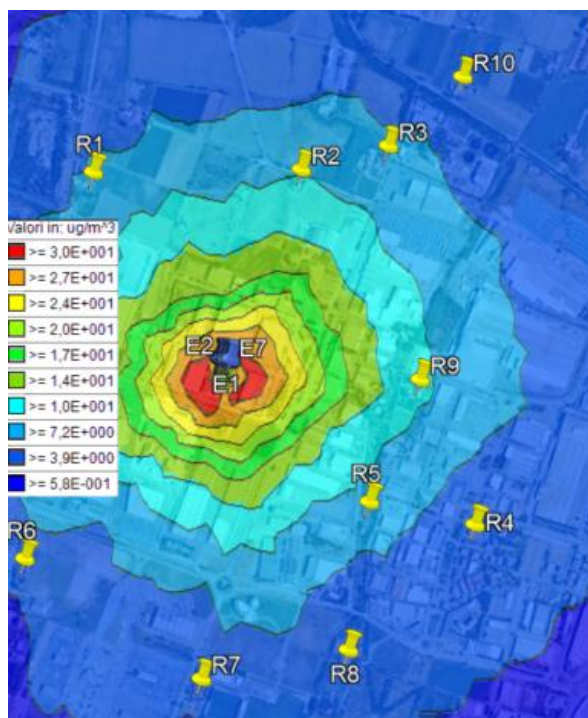 R10
R3
R1
R2
Valori in: ug/m^3
>= 3,0E+001
>= 2,7E+001
>= 2,4E+001
>= 2,0E+001
>= 1,7E+001
>= 1,4E+001
>= 1,0E+001
>= 7,2E+000
>= 3,9E+000
>= 5,8E-001
E2 E7
E1
R9
R5
R4
R6
R8
R7